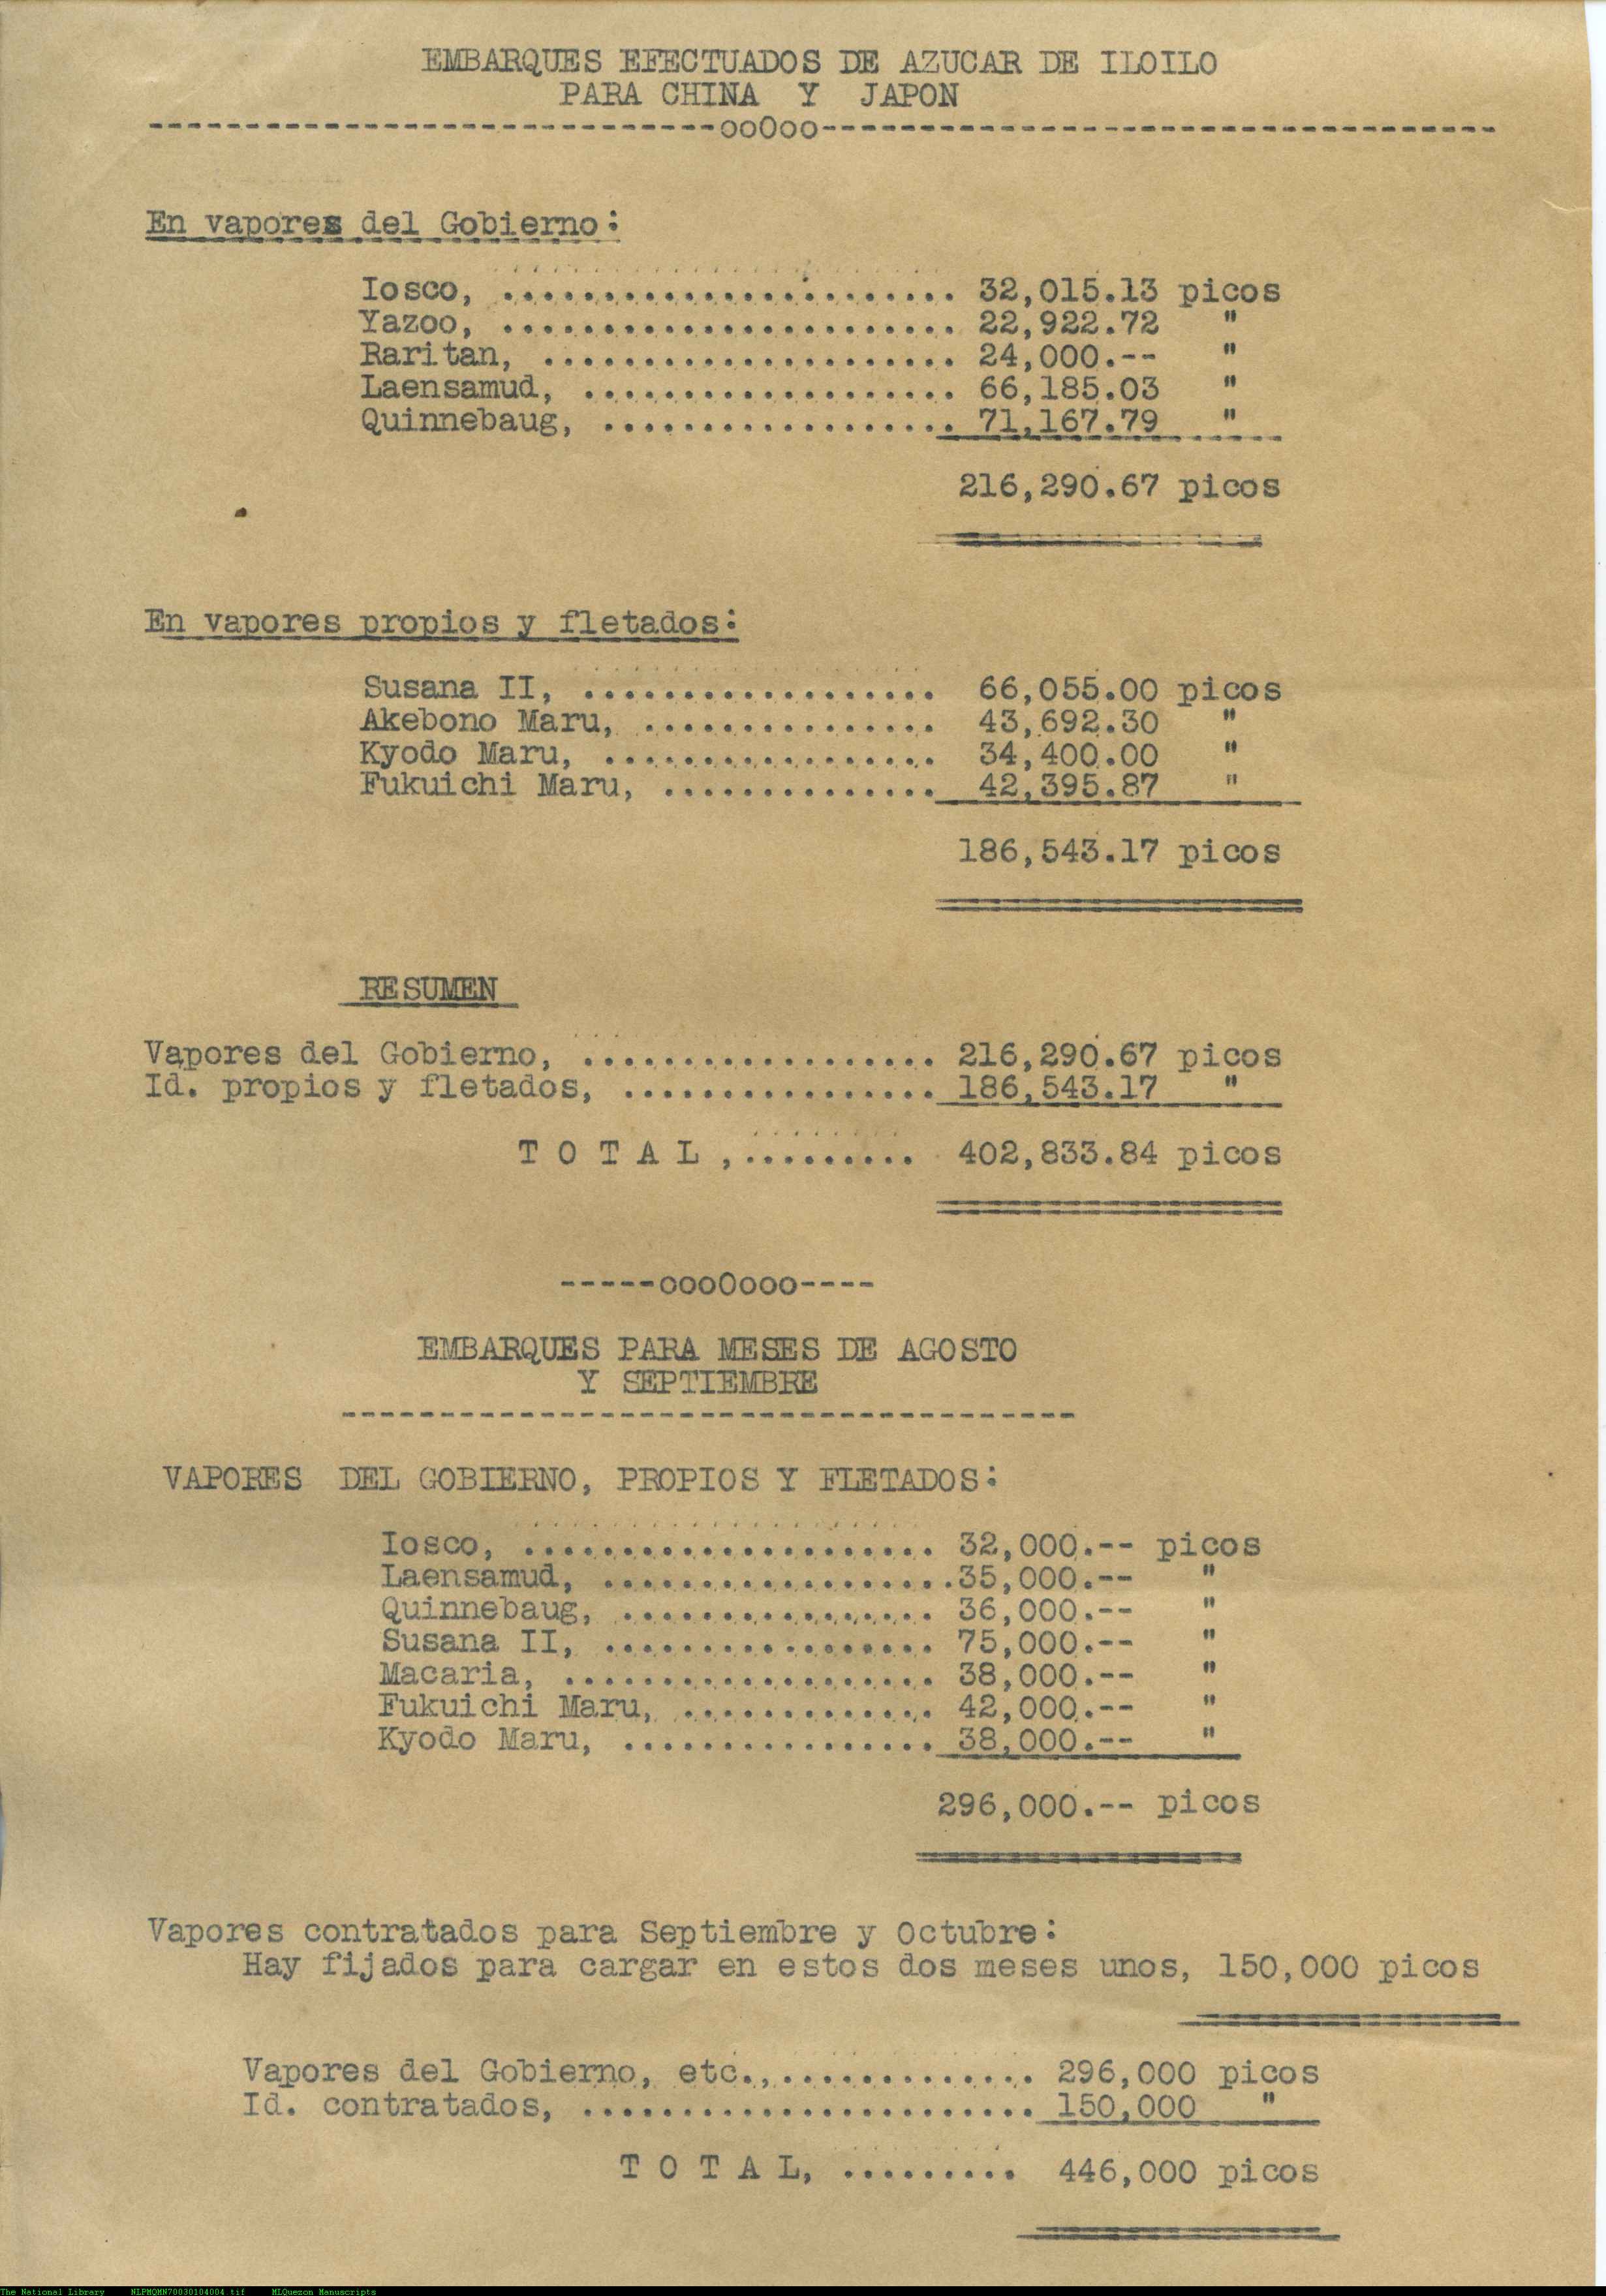 EMBARQUES EFECTUADOS DE AZUCAR DE ILOILO
PARA CHINA Y JAPON
-----------------------------ooOoo-----------------------------------
En vapores del Gobierno:
Iosco, ....................... 32,015.13 picos
Yazoo, ....................... 22,922.72 "
Raritan, ..................... 24,000.-- "
Laensamud, ................... 66,185.03 "
Quinnebaug, .................. 71,167.79 "
216,290.67 picos
En vapores propios y fletados:
Susana II, .................. 66,055.00 picos
Akebono Maru, ............... 43,692.30 "
Kyodo Maru, ................. 34,400.00 "
Fukuichi Maru, .............. 42,395.87 "
186,543.17 picos
RESUMEN
Vapores del Gobierno, .................. 216,290.67 picos
Id. propios y fletados, ................ 186,543.17 "
T O T A L ,......... 402,833.84 picos
-----oooOooo----
EMBARQUES PARA MESES DE AGOSTO
Y SEPTIEMBRE
-------------------------------------
VAPORES DEL GOBIERNO, PROPIOS Y FLETADOS:
Iosco, ..................... 32,000.-- picos
Laensamud, ..................35,000.-- "
Quinnebaug, ................ 36,000.-- "
Susana II, ................. 75,000.-- "
Macaria, ................... 38,000.-- "
Fukuichi Maru, ............. 42,000.-- "
Kyodo Maru, ................ 38,000.-- "
296,000.-- picos
Vapores contratados para Septiembre y Octubre:
Hay fijados para cargar en estos dos meses unos, 150,000 picos
Vapores del Gobierno, etc.,............. 296,000 picos
Id. contratados, ....................... 150,000 "
T O T A L, ......... 446,000 picos
The National Library NLPMQMN70030104004.tif MLQuezon Manuscripts